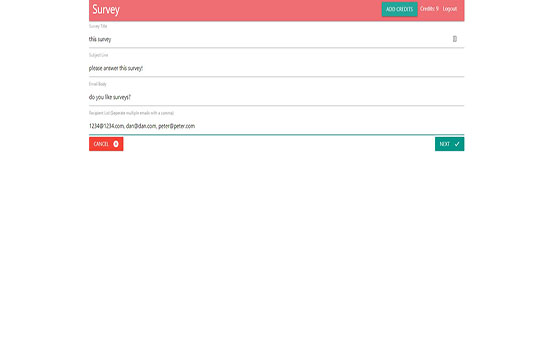 Survey
ADD CREDITS Credits: 9 Logout
Survey Title
this survey
Subject Line
please answer this survey!
Email Body
do you like surveys?
Recipient List (Separate multiple emails with a comma)
1234@1234.com, dan@dan.com, peter@peter.com
CANCEL
NEXT